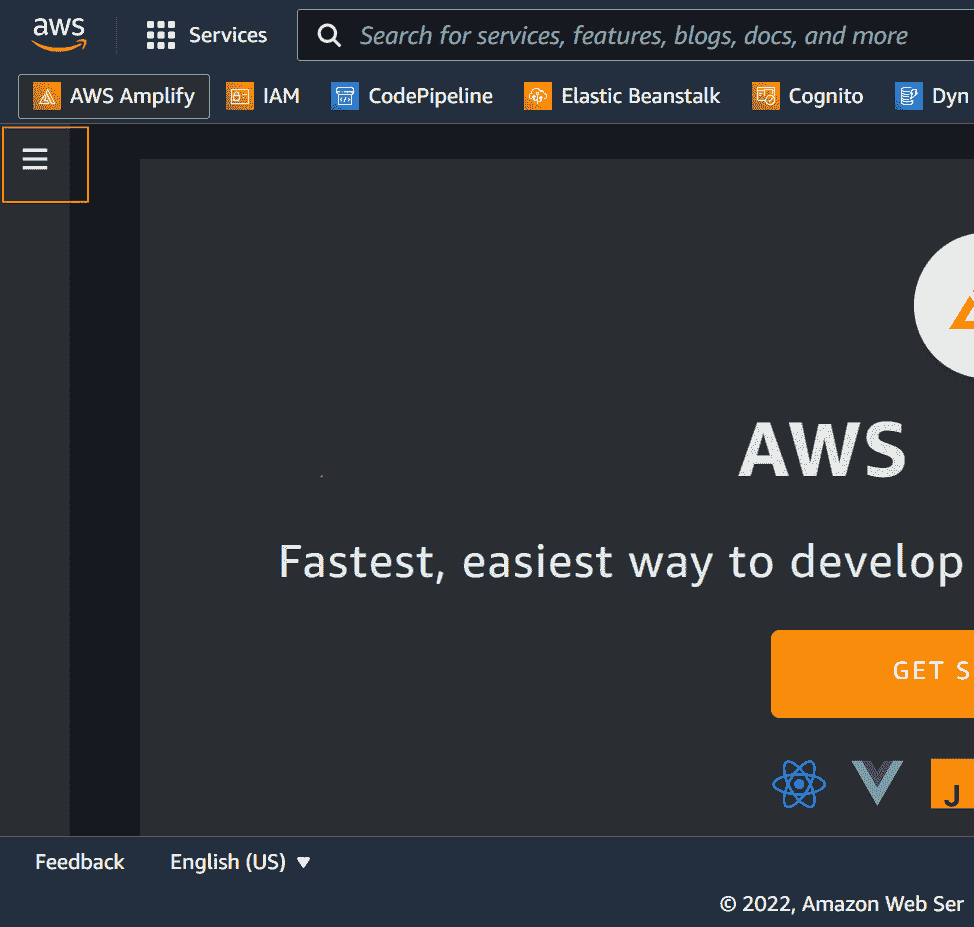 aws Services Search for services, features, blogs, docs, and more
AWS Amplify IAM CodePipeline Elastic Beanstalk Cognito Dyn
AWS
Fastest, easiest way to develop
GET S
J
Feedback English (US)
© 2022, Amazon Web Ser